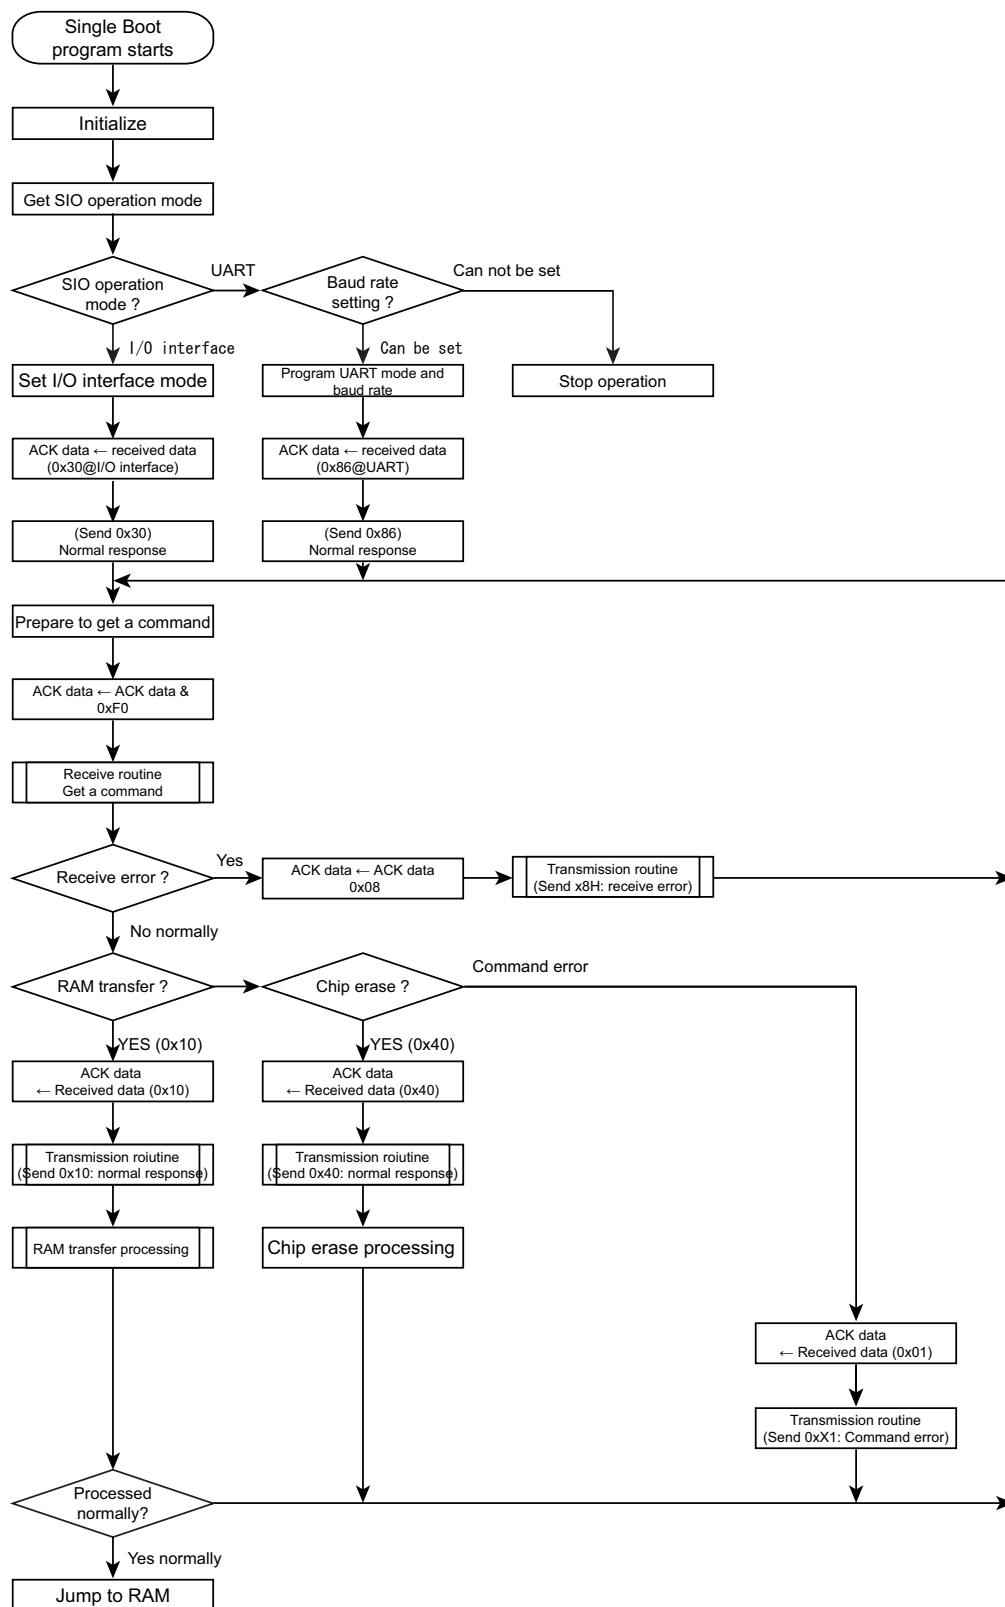 Single Boot
program starts
Initialize
Get SIO operation mode
SIO operation
mode ?
UART
Baud rate
setting ?
Can not be set
I/O interface
Can be set
Set I/O interface mode
Program UART mode and
baud rate
Stop operation
ACK data ← received data
(0x30@I/O interface)
ACK data ← received data
(0x86@UART)
(Send 0x30)
Normal response
(Send 0x86)
Normal response
Prepare to get a command
ACK data ← ACK data &
0xF0
Receive routine
Get a command
Receive error ?
Yes
ACK data ← ACK data
0x08
Transmission routine
(Send x8H: receive error)
No normally
RAM transfer ?
Chip erase ?
Command error
YES (0x10)
YES (0x40)
ACK data
← Received data (0x10)
ACK data
← Received data (0x40)
Transmission roiutine
(Send 0x10: normal response)
Transmission roiutine
(Send 0x40: normal response)
RAM transfer processing
Chip erase processing
ACK data
← Received data (0x01)
Transmission routine
(Send 0xX1: Command error)
Processed
normally?
Yes normally
Jump to RAM